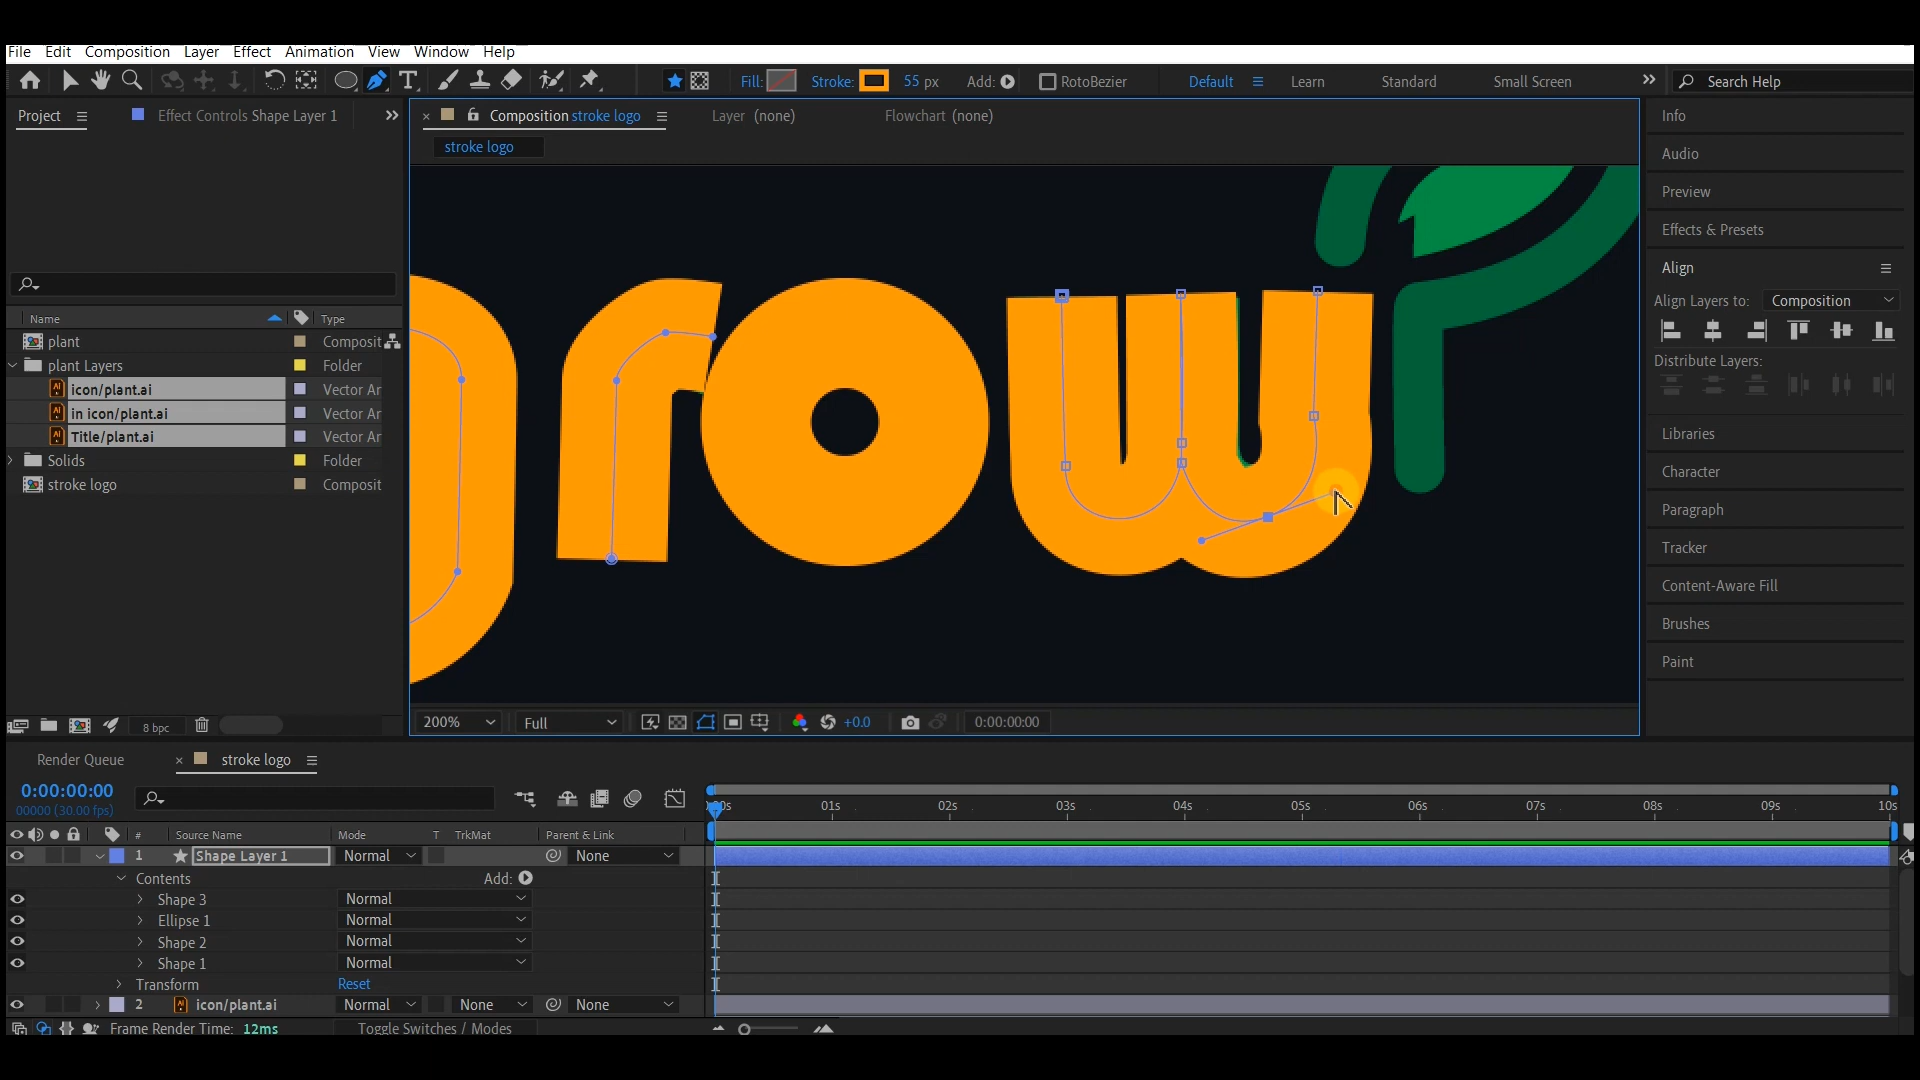 File Edit Composition Layer Effect Animation View Window Help
Fill: Stroke: 55 px Add: RotoBezier Default Learn Standard Small Screen Search Help
Project Effect Controls Shape Layer 1
Composition stroke logo Layer (none) Flowchart (none)
stroke logo
row
Name Type
plant Composit
plant Layers Folder
icon/plant.ai Vector Ar
in icon/plant.ai Vector Ar
Title/plant.ai Vector Ar
Solids Folder
stroke logo Composit
8 bpc
200% Full +0.0 0:00:00:00
Info
Audio
Preview
Effects & Presets
Align
Align Layers to: Composition
Distribute Layers:
Libraries
Character
Paragraph
Tracker
Content-Aware Fill
Brushes
Paint
Render Queue stroke logo
0:00:00:00
00000 (30.00 fps)
01s 02s 03s 04s 05s 06s 07s 08s 09s 10s
# Source Name Mode T TrkMat Parent & Link
1 Shape Layer 1 Normal None
Contents Add:
Shape 3 Normal
Ellipse 1 Normal
Shape 2 Normal
Shape 1 Normal
Transform Reset
2 icon/plant.ai Normal None None
Frame Render Time: 12ms Toggle Switches / Modes